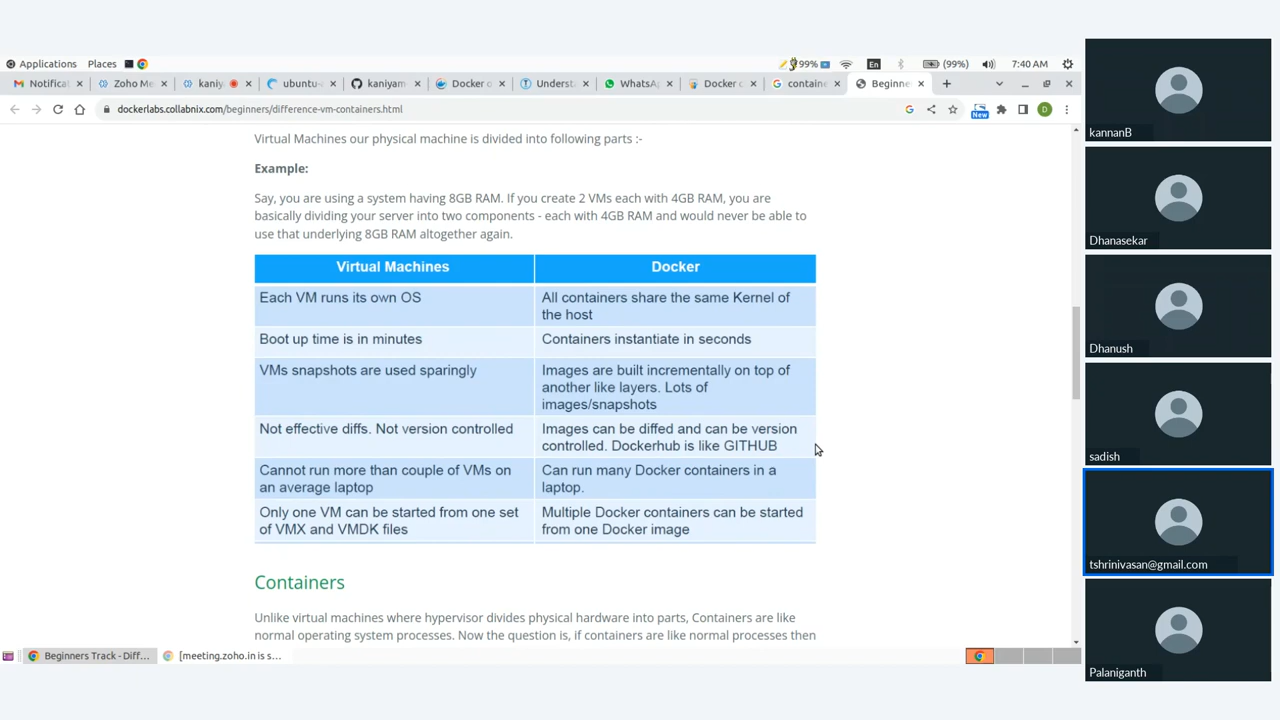 Applications Places 99% En (99%) 7:40 AM
Notificat Zoho Me kaniy ubuntu- kaniyam Docker o Underst WhatsAp Docker c containe Beginne
dockerlabs.collabnix.com/beginners/difference-vm-containers.html New D
Virtual Machines our physical machine is divided into following parts :-
Example:
Say, you are using a system having 8GB RAM. If you create 2 VMs each with 4GB RAM, you are
basically dividing your server into two components - each with 4GB RAM and would never be able to
use that underlying 8GB RAM altogether again.
Virtual Machines Docker
Each VM runs its own OS
All containers share the same Kernel of
the host
Boot up time is in minutes
Containers instantiate in seconds
VMs snapshots are used sparingly
Images are built incrementally on top of
another like layers. Lots of
images/snapshots
Not effective diffs. Not version controlled
Images can be diffed and can be version
controlled. Dockerhub is like GITHUB
Cannot run more than couple of VMs on
an average laptop
Can run many Docker containers in a
laptop.
Only one VM can be started from one set
of VMX and VMDK files
Multiple Docker containers can be started
from one Docker image
Containers
Unlike virtual machines where hypervisor divides physical hardware into parts, Containers are like
normal operating system processes. Now the question is, if containers are like normal processes then
Beginners Track - Diff... [meeting.zoho.in is s...
kannanB
Dhanasekar
Dhanush
sadish
tshrinivasan@gmail.com
Palaniganth